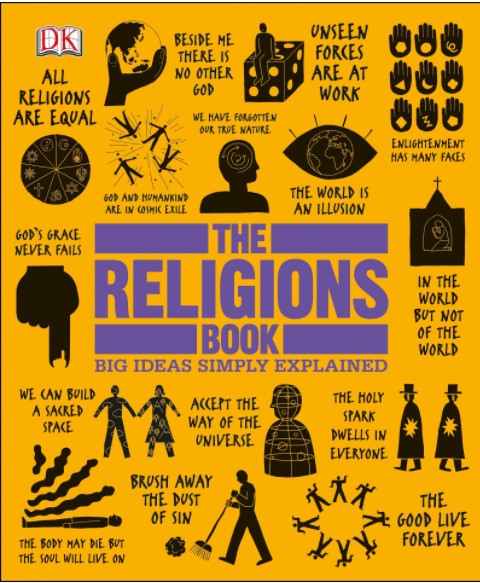 DK
BESIDE ME
THERE IS
NO OTHER
GOD
UNSEEN
FORCES
ARE AT
WORK
ALL
RELIGIONS
ARE EQUAL
WE HAVE FORGOTTEN
OUR TRUE NATURE
ENLIGHTENMENT
HAS MANY FACES
GOD AND HUMANKIND
ARE IN COSMIC EXILE
THE WORLD IS
AN ILLUSION
GOD'S GRACE
NEVER FAILS
THE
RELIGIONS
BOOK
BIG IDEAS SIMPLY EXPLAINED
IN THE
WORLD
BUT NOT
OF THE
WORLD
WE CAN BUILD
A SACRED
SPACE
ACCEPT THE
WAY OF THE
UNIVERSE
THE HOLY
SPARK
DWELLS IN
EVERYONE
BRUSH AWAY
THE DUST
OF SIN
THE
GOOD LIVE
FOREVER
THE BODY MAY DIE BUT
THE SOUL WILL LIVE ON